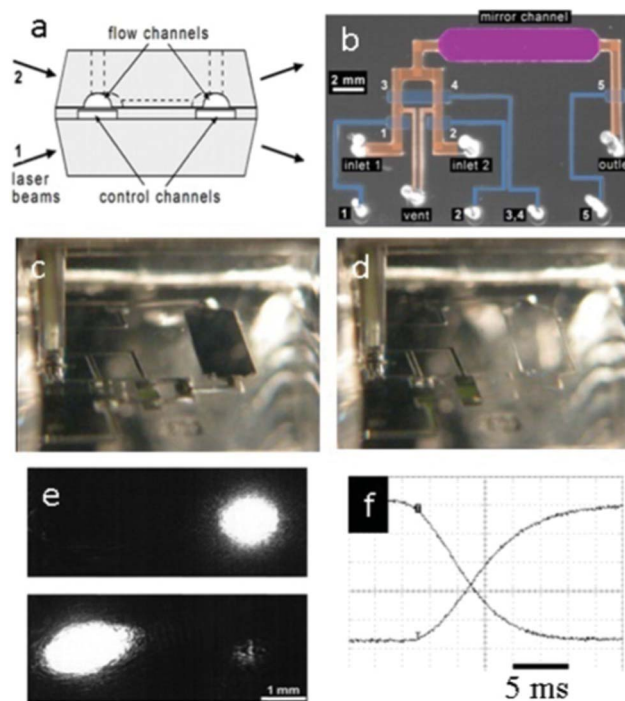 a
flow channels
2
1
laser
beams
control channels
b
mirror channel
2 mm
3
4
5
1
2
inlet 1
inlet 2
outle
1
vent
2
3,4
5
c
d
e
1 mm
f
5 ms